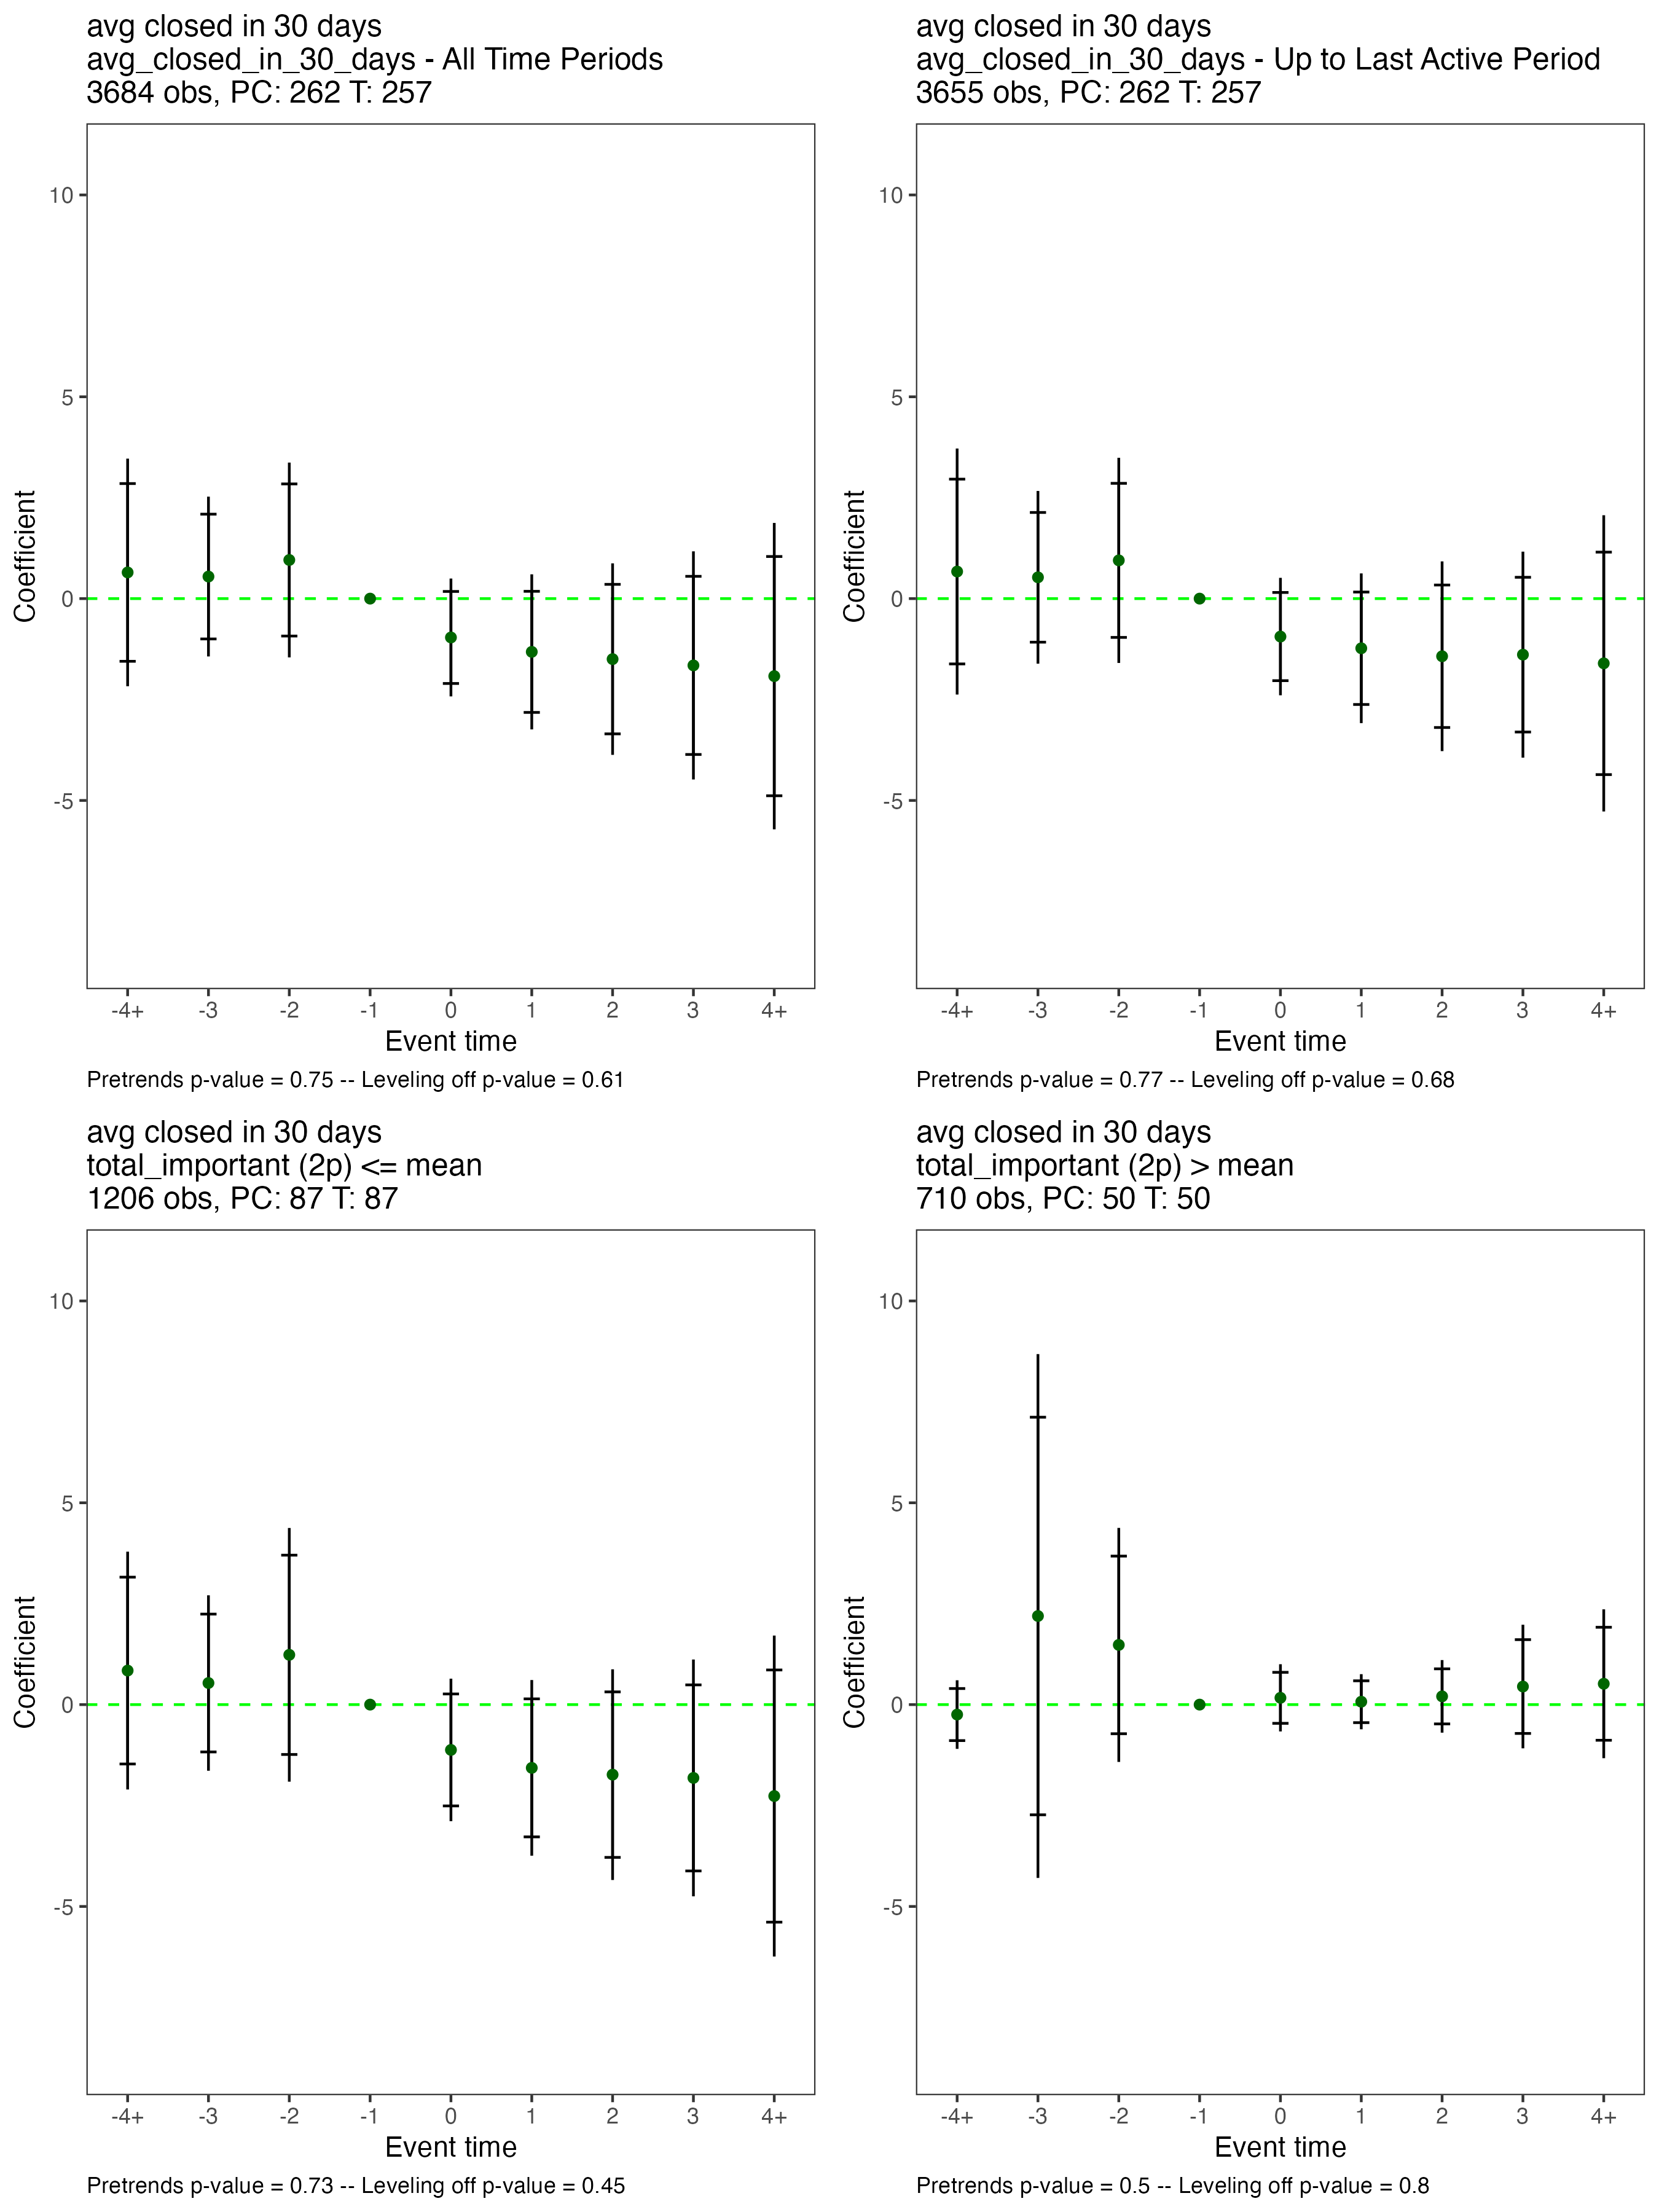 avg closed in 30 days
avg_closed_in_30_days - All Time Periods
3684 obs, PC: 262 T: 257
10
5
0
-5
Coefficient
-4+ -3 -2 -1 0 1 2 3 4+
Event time
Pretrends p-value = 0.75 -- Leveling off p-value = 0.61
avg closed in 30 days
avg_closed_in_30_days - Up to Last Active Period
3655 obs, PC: 262 T: 257
10
5
0
-5
Coefficient
-4+ -3 -2 -1 0 1 2 3 4+
Event time
Pretrends p-value = 0.77 -- Leveling off p-value = 0.68
avg closed in 30 days
total_important (2p) <= mean
1206 obs, PC: 87 T: 87
10
5
0
-5
Coefficient
-4+ -3 -2 -1 0 1 2 3 4+
Event time
Pretrends p-value = 0.73 -- Leveling off p-value = 0.45
avg closed in 30 days
total_important (2p) > mean
710 obs, PC: 50 T: 50
10
5
0
-5
Coefficient
-4+ -3 -2 -1 0 1 2 3 4+
Event time
Pretrends p-value = 0.5 -- Leveling off p-value = 0.8